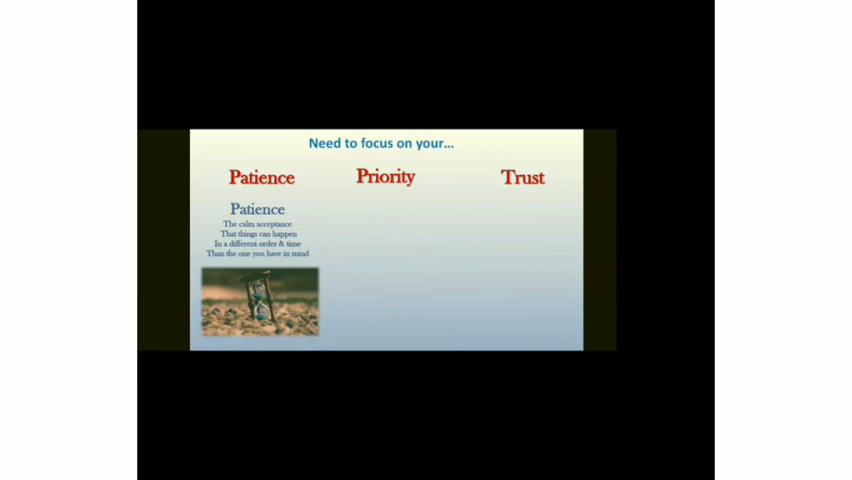 Need to focus on your...
Patience Priority Trust
Patience
The calm acceptance
That things can happen
In a different order & time
Than the one you have in mind